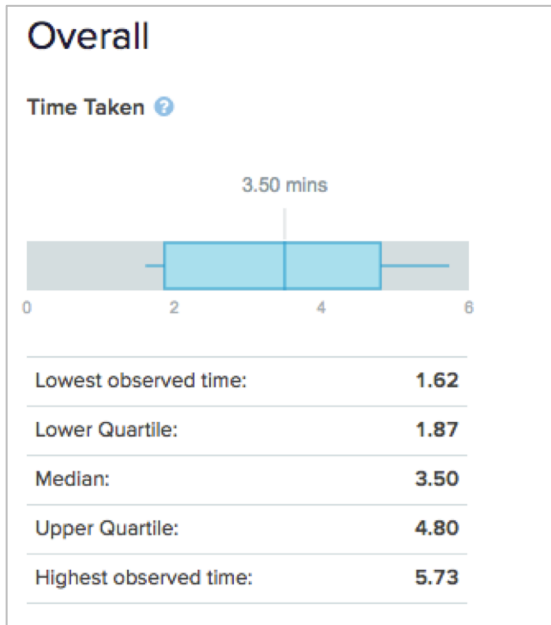 Overall
Time Taken ?
3.50 mins
0 2 4 6
Lowest observed time: 1.62
Lower Quartile: 1.87
Median: 3.50
Upper Quartile: 4.80
Highest observed time: 5.73